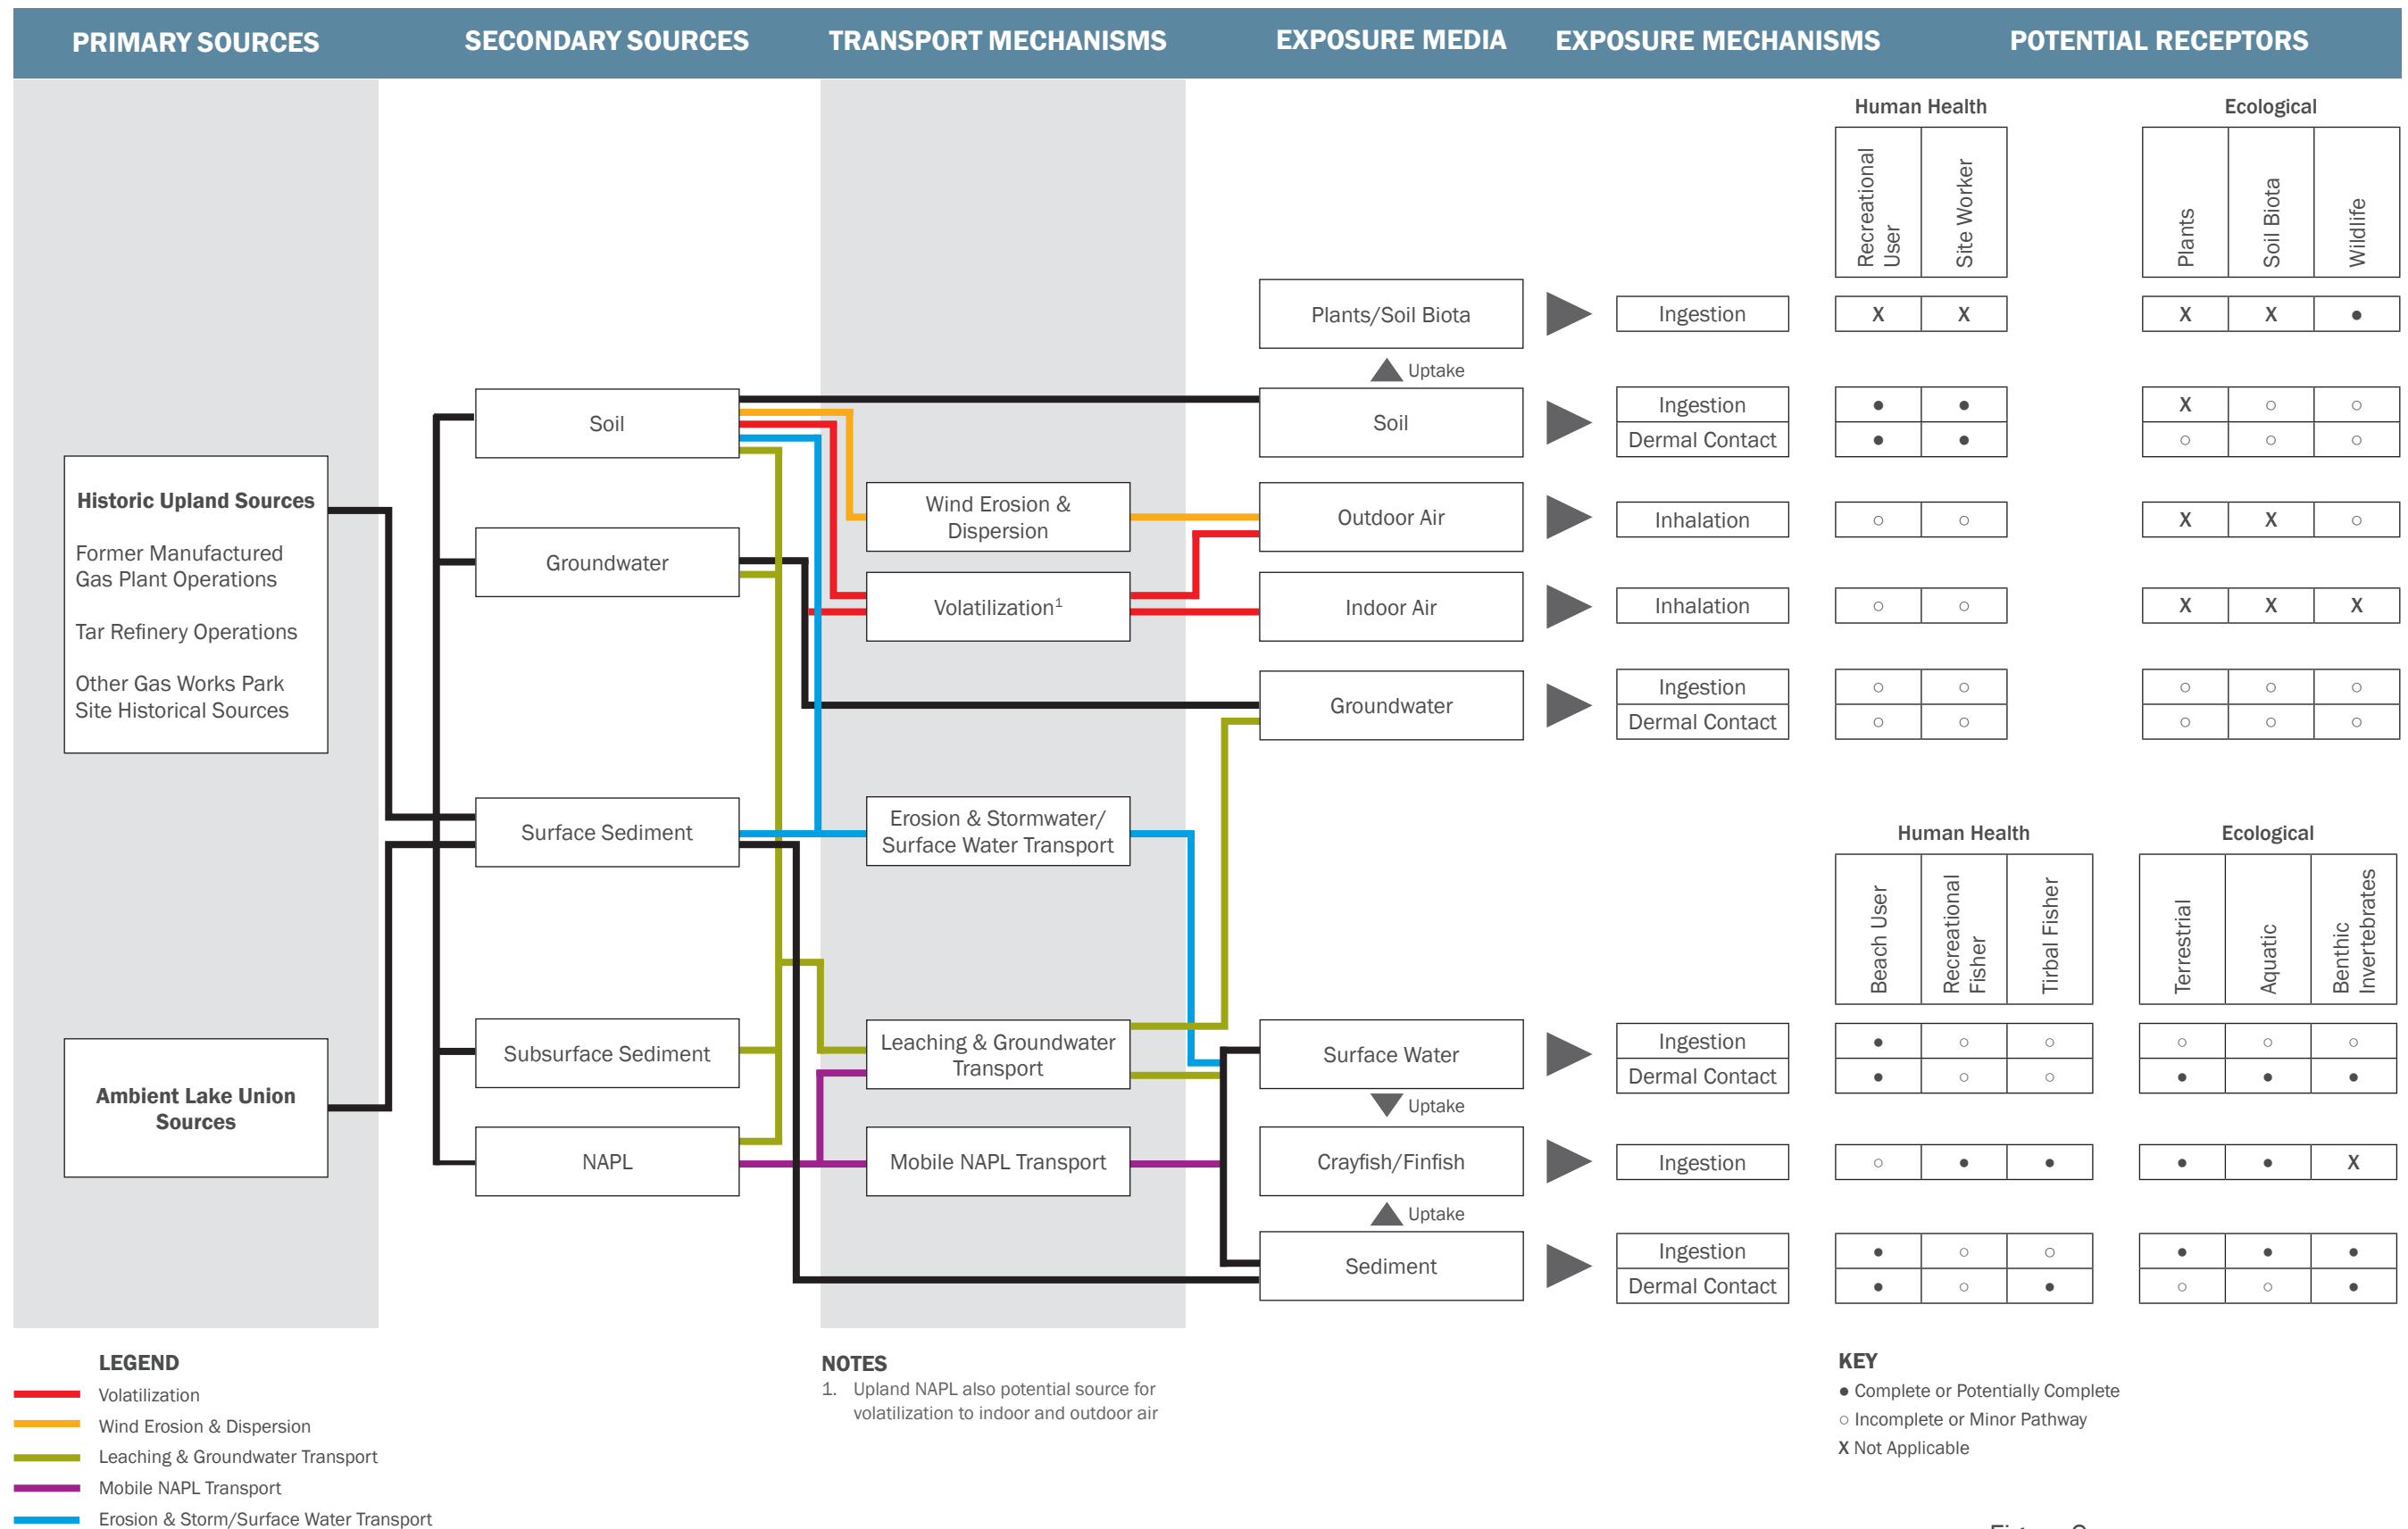 PRIMARY SOURCES
SECONDARY SOURCES
TRANSPORT MECHANISMS
EXPOSURE MEDIA
EXPOSURE MECHANISMS
POTENTIAL RECEPTORS
Human Health
Ecological
Recreational
User
Site Worker
Plants
Soil Biota
Wildlife
Plants/Soil Biota
Ingestion
X X X X ●
Uptake
Soil
Soil
Ingestion
● ● X ○ ○
Dermal Contact
● ● ○ ○ ○
Historic Upland Sources
Former Manufactured
Gas Plant Operations
Tar Refinery Operations
Other Gas Works Park
Site Historical Sources
Wind Erosion &
Dispersion
Outdoor Air
Inhalation
○ ○ X X ○
Groundwater
Volatilization1
Indoor Air
Inhalation
○ ○ X X X
Groundwater
Ingestion
○ ○ ○ ○ ○
Dermal Contact
○ ○ ○ ○ ○
Surface Sediment
Erosion & Stormwater/
Surface Water Transport
Human Health
Ecological
Beach User
Recreational
Fisher
Tirbal Fisher
Terrestrial
Aquatic
Benthic
Invertebrates
Ambient Lake Union
Sources
Subsurface Sediment
Leaching & Groundwater
Transport
Surface Water
Ingestion
● ○ ○ ○ ○ ○
Dermal Contact
● ○ ○ ● ● ●
Uptake
NAPL
Mobile NAPL Transport
Crayfish/Finfish
Ingestion
○ ● ● ● ● X
Uptake
Sediment
Ingestion
● ○ ○ ● ● ●
Dermal Contact
● ○ ● ○ ○ ●
LEGEND
Volatilization
Wind Erosion & Dispersion
Leaching & Groundwater Transport
Mobile NAPL Transport
Erosion & Storm/Surface Water Transport
NOTES
1. Upland NAPL also potential source for
volatilization to indoor and outdoor air
KEY
● Complete or Potentially Complete
○ Incomplete or Minor Pathway
X Not Applicable